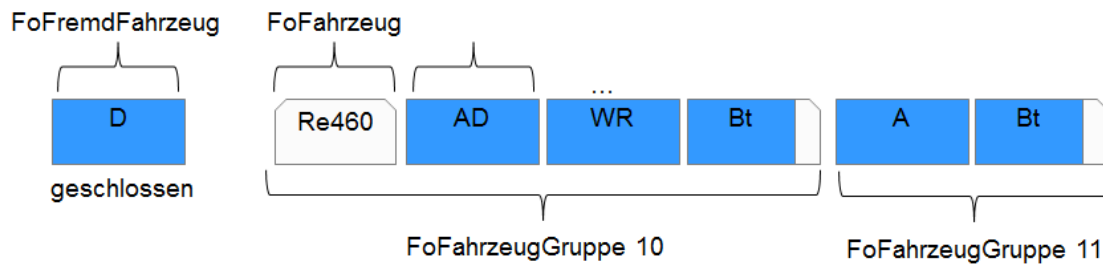 FoFremdFahrzeug FoFahrzeug
...
D Re460 AD WR Bt A Bt
geschlossen
FoFahrzeugGruppe 10 FoFahrzeugGruppe 11